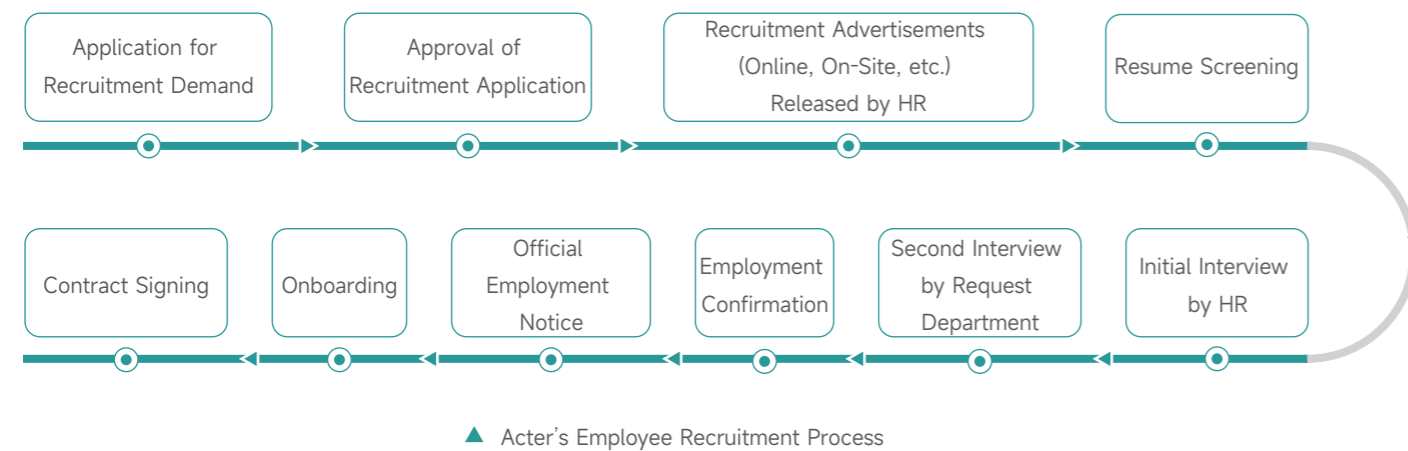 Application for
Recruitment Demand
Approval of
Recruitment Application
Recruitment Advertisements
(Online, On-Site, etc.)
Released by HR
Resume Screening
Contract Signing
Onboarding
Official
Employment
Notice
Employment
Confirmation
Second Interview
by Request
Department
Initial Interview
by HR
Acter's Employee Recruitment Process